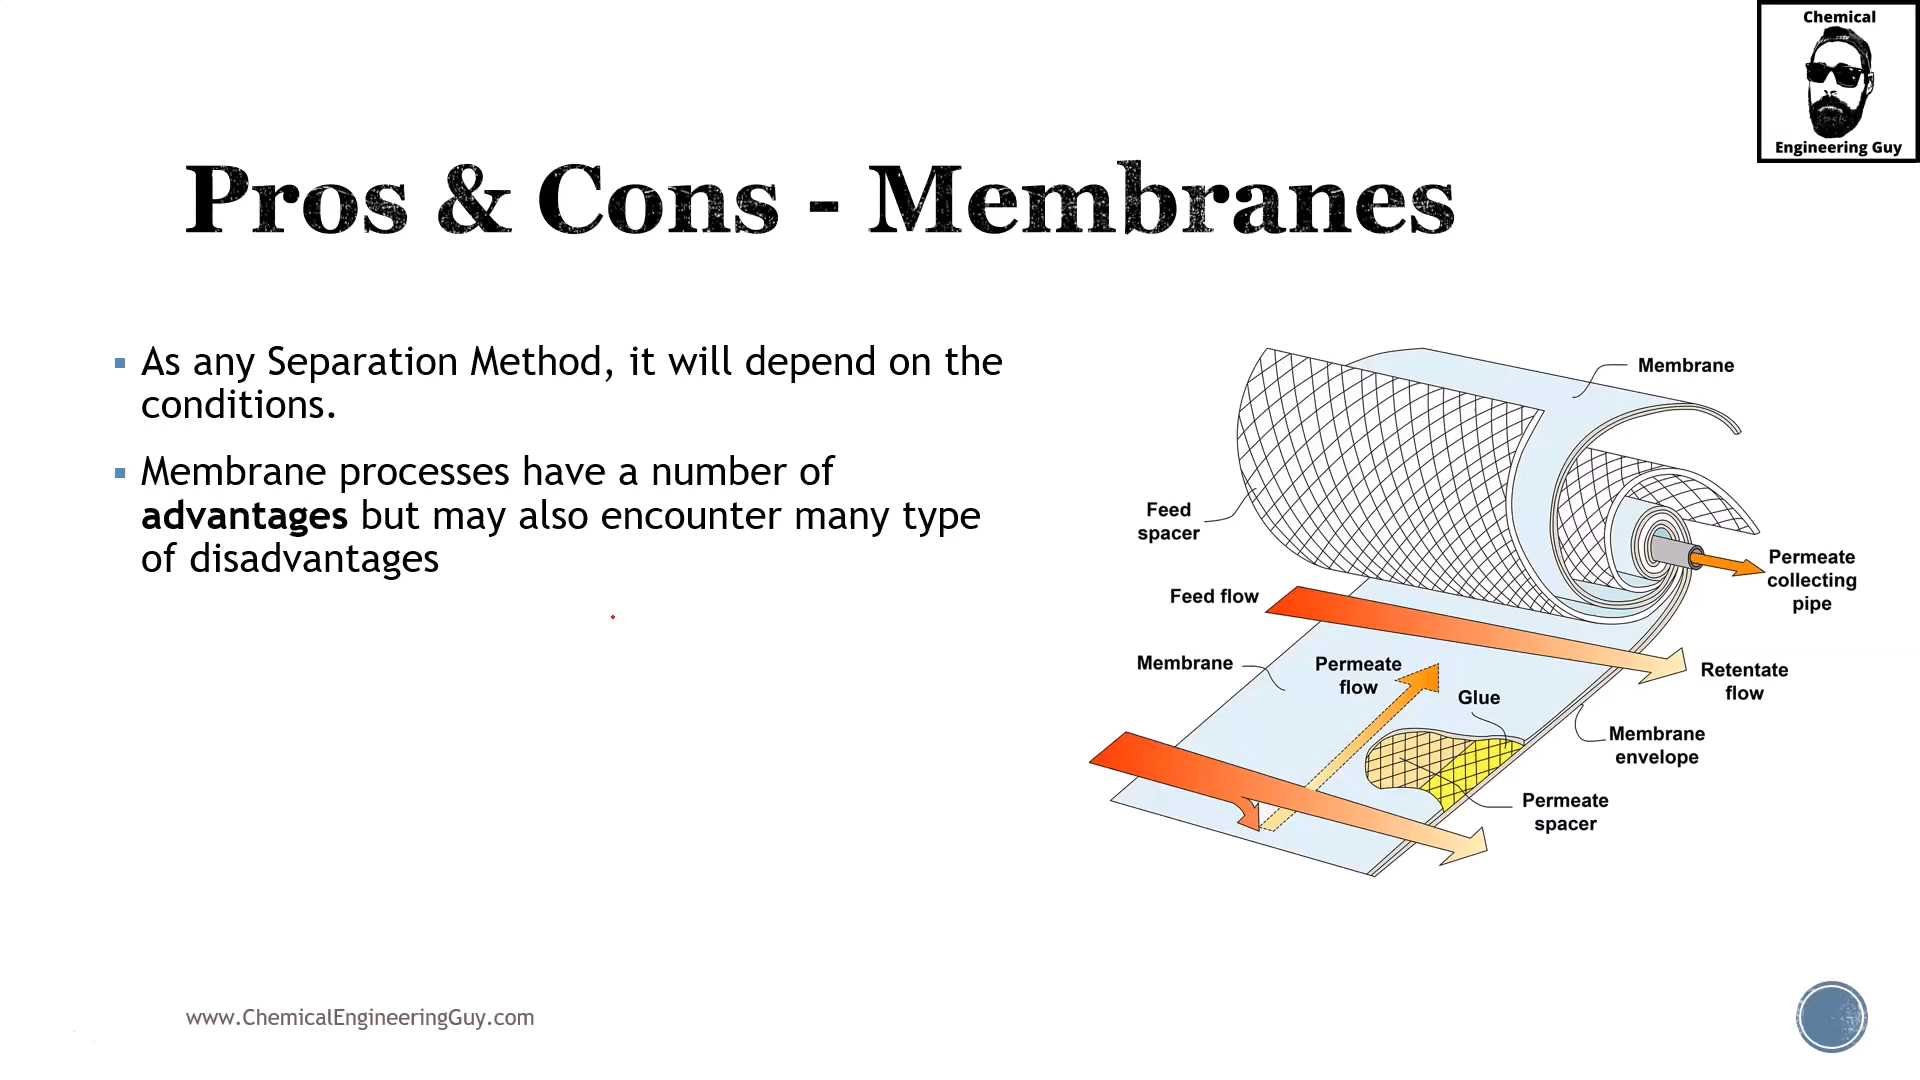 Chemical
Engineering Guy
Pros & Cons - Membranes
As any Separation Method, it will depend on the
conditions.
Membrane processes have a number of
advantages but may also encounter many type
of disadvantages
Membrane
Feed
spacer
Permeate
collecting
pipe
Feed flow
Membrane
Permeate
flow
Retentate
flow
Glue
Membrane
envelope
Permeate
spacer
www.ChemicalEngineeringGuy.com